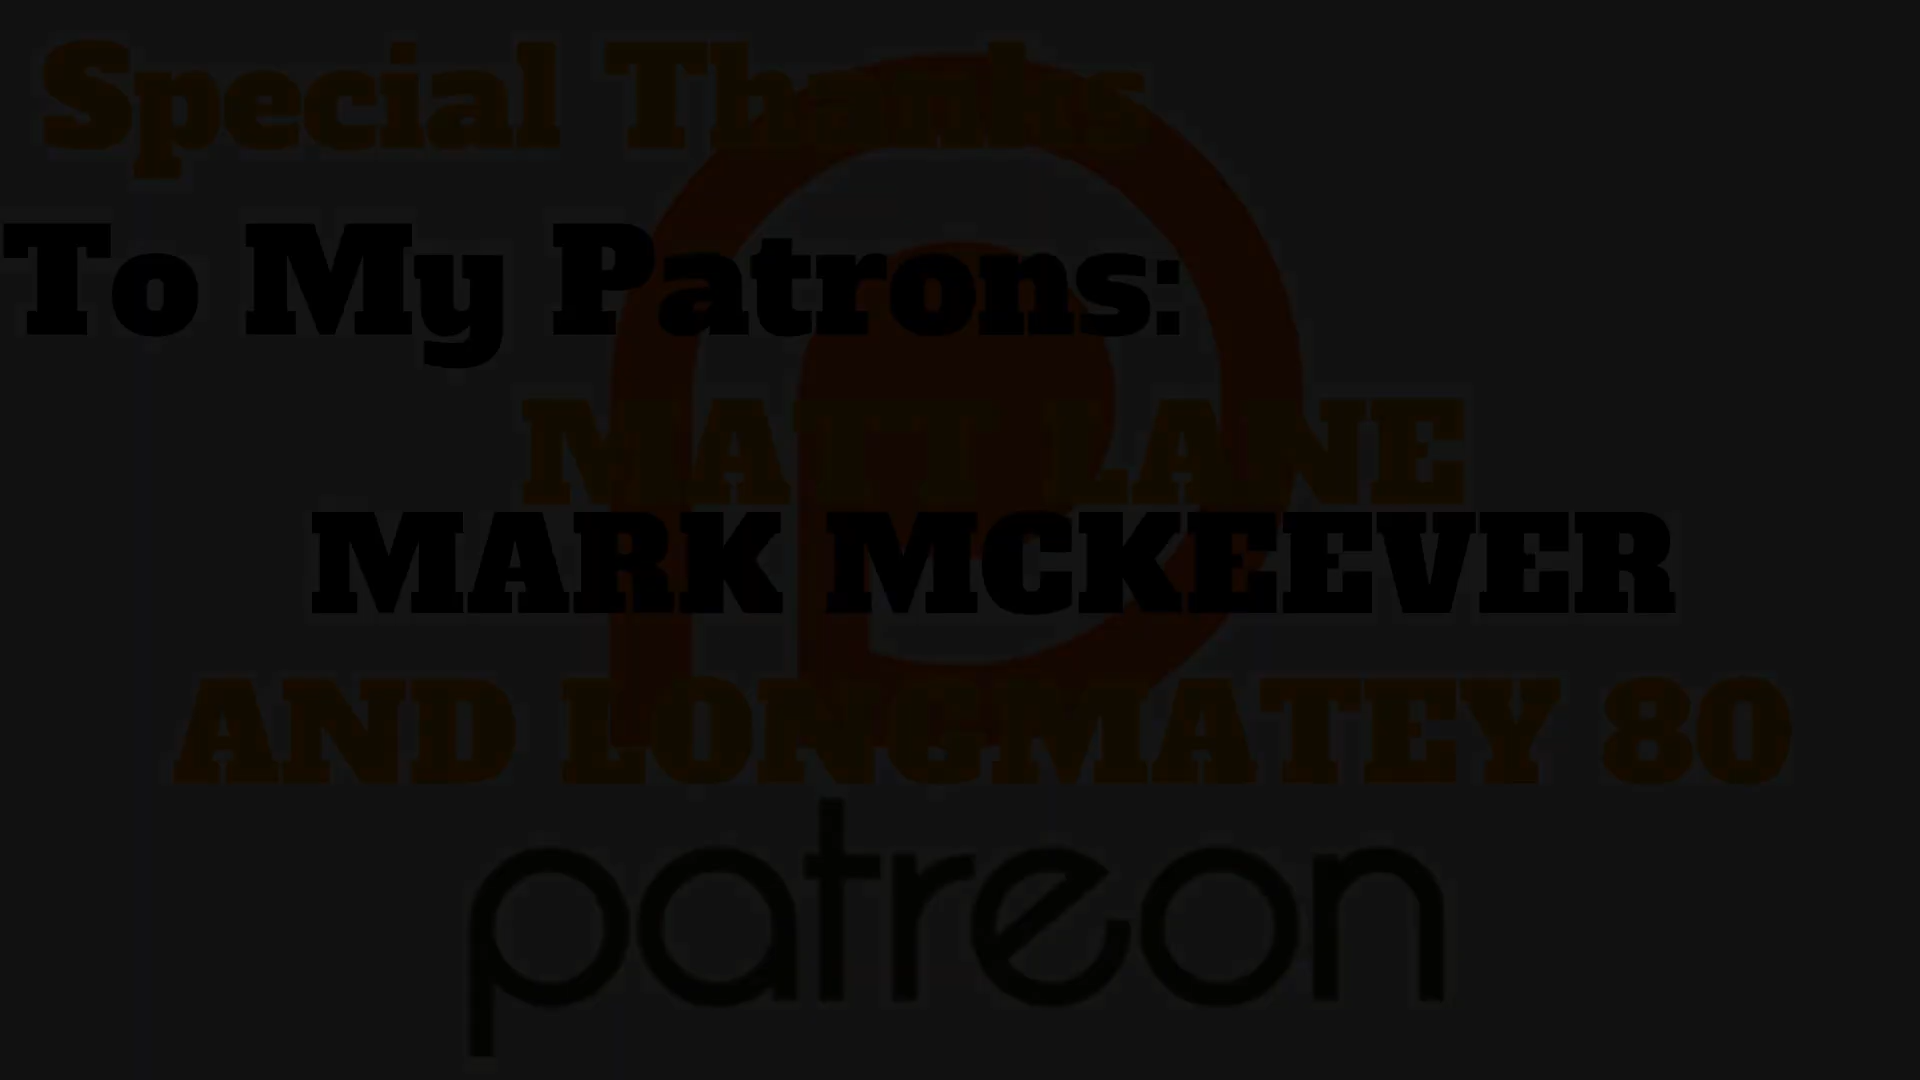 Special Thanks
To My Patrons:
MATT LANE
MARK MCKEEVER
AND LONGMATEY 80
patreon